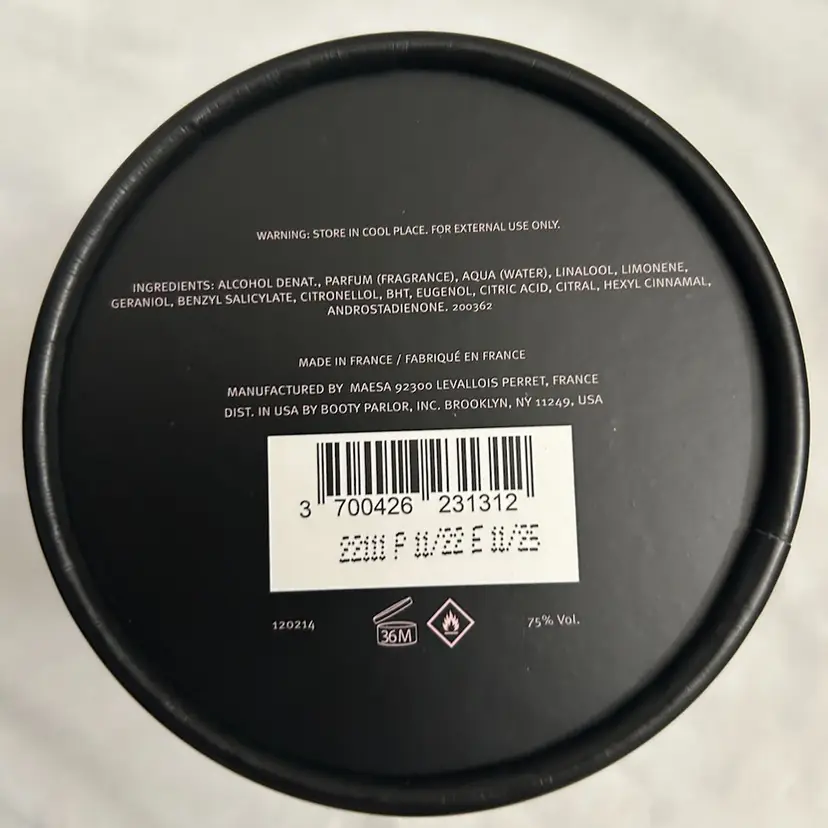 WARNING: STORE IN COOL PLACE. FOR EXTERNAL USE ONLY.
INGREDIENTS: ALCOHOL DENAT., PARFUM (FRAGRANCE), AQUA (WATER), LINALOOL, LIMONENE,
GERANIOL, BENZYL SALICYLATE, CITRONELLOL, BHT, EUGENOL, CITRIC ACID, CITRAL, HEXYL CINNAMAL,
ANDROSTADIENONE. 200362
MADE IN FRANCE / FABRIQUÉ EN FRANCE
MANUFACTURED BY MAESA 92300 LEVALLOIS PERRET, FRANCE
DIST. IN USA BY BOOTY PARLOR, INC. BROOKLYN, NY 11249, USA
3 700426 231312
22111 P 11/22 E 11/25
120214 36M 75% Vol.